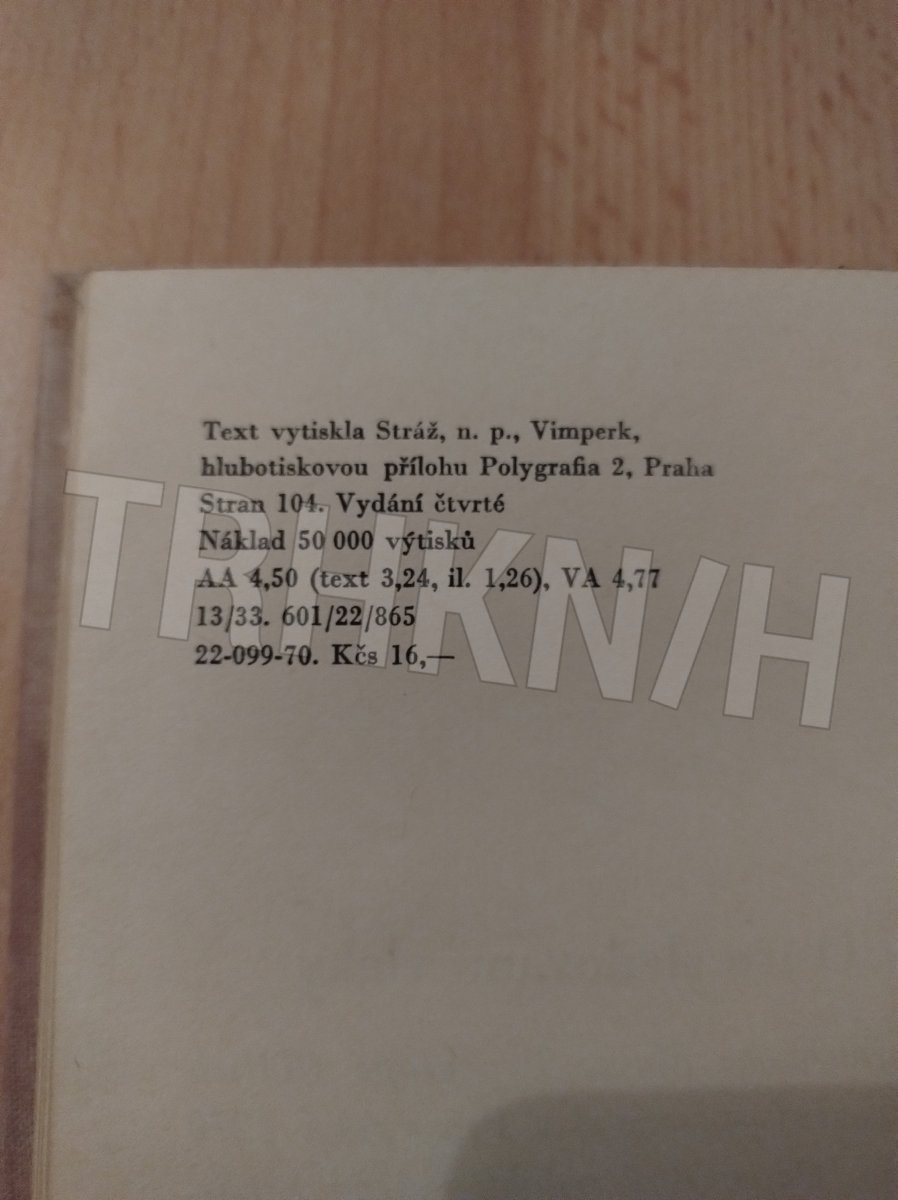 Text vytiskla Stráž, n. p., Vimperk,
hlubotiskovou přílohu Polygrafia 2, Praha
Stran 104. Vydání čtvrté
Náklad 50 000 výtisků
AA 4,50 (text 3,24, il. 1,26), VA 4,77
13/33. 601/22/865
22-099-70. Kčs 16,—
TRHKN/H